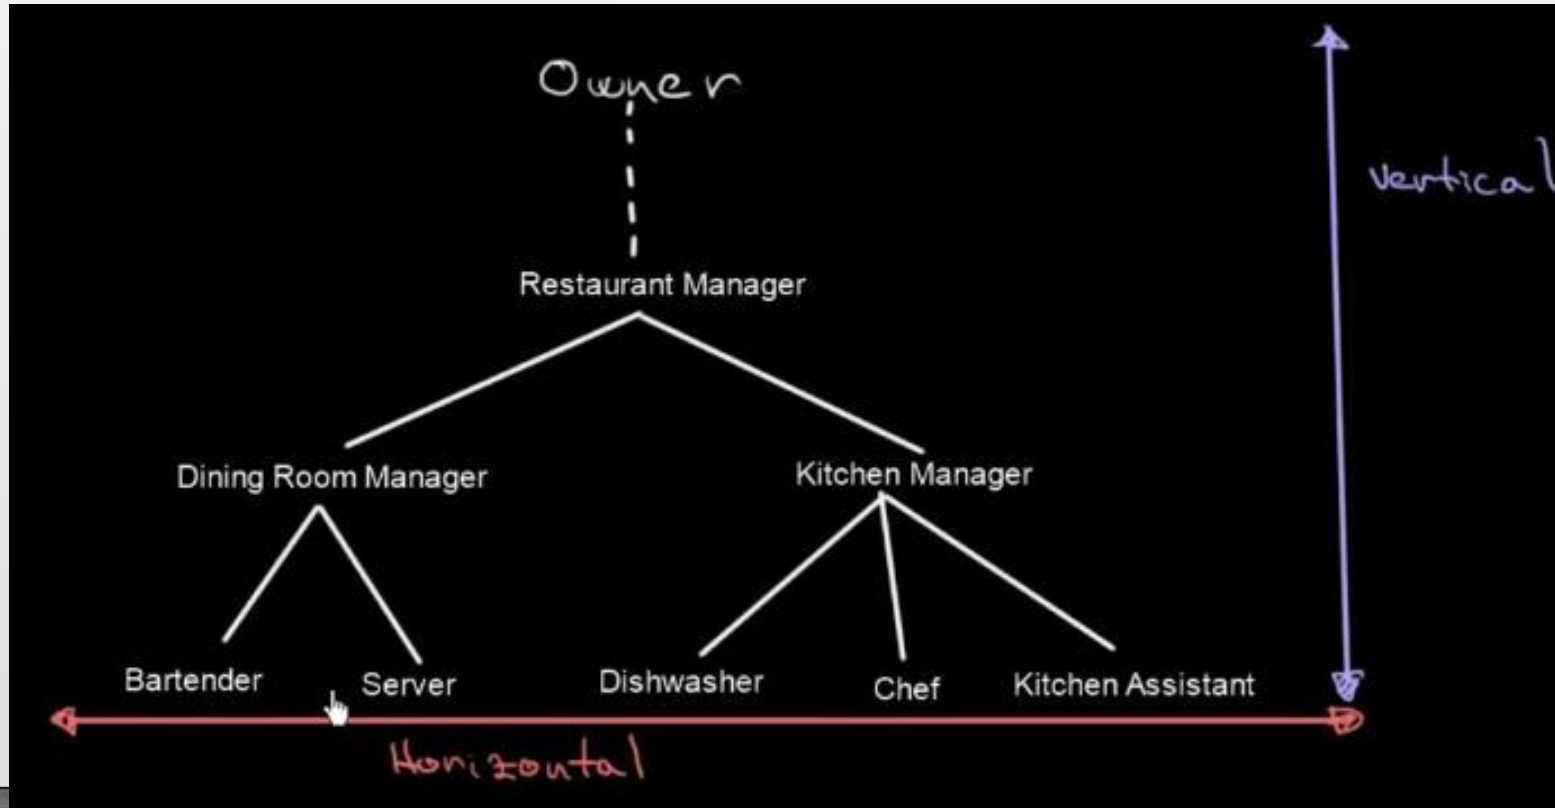 Owner
vertical
Restaurant Manager
Dining Room Manager
Kitchen Manager
Bartender
Server
Dishwasher
Chef
Kitchen Assistant
Horizontal